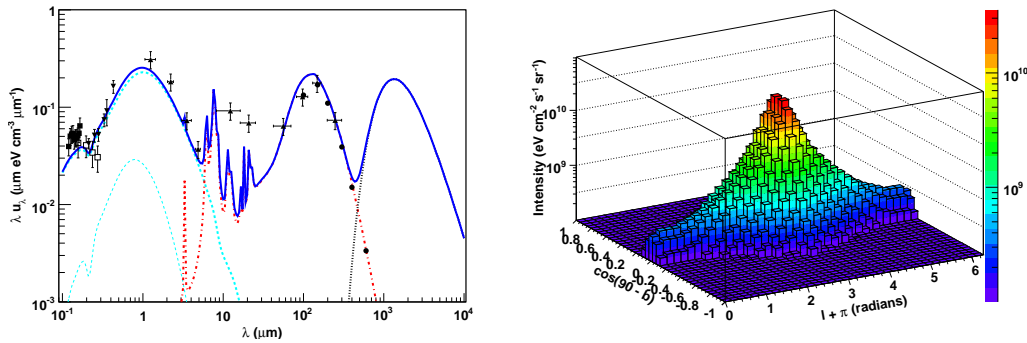 λ u_λ (μm eV cm⁻³ μm⁻¹)
1
10⁻¹
10⁻²
10⁻³
10⁻¹ 1 10 10² 10³ 10⁴
λ (μm)
Intensity (eV cm⁻² s⁻¹ sr⁻¹)
10¹⁰
10⁹
1
0.8
0.6
0.4
0.2
0
-0.2
-0.4
-0.6
-0.8
-1
cos(90 - b)
0 1 2 3 4 5 6
l + π (radians)
10¹⁰
10⁹